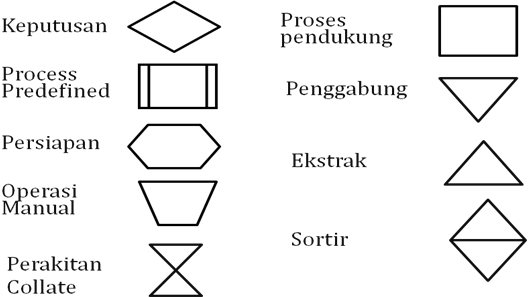 Keputusan
Process
Predefined
Persiapan
Operasi
Manual
Perakitan
Collate
Proses
pendukung
Penggabung
Ekstrak
Sortir